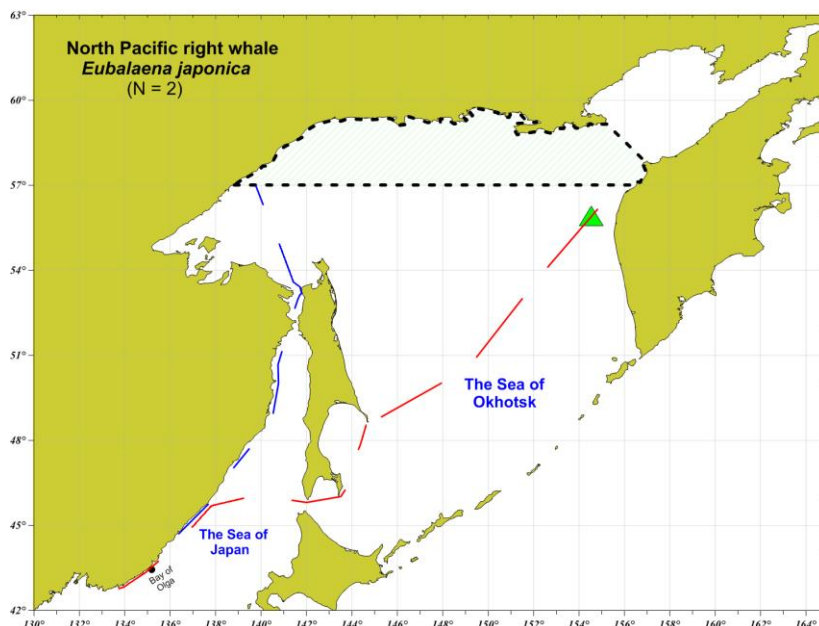 North Pacific right whale
Eubalaena japonica
(N = 2)
63°
60°
57°
54°
51°
48°
45°
42°
The Sea of
Okhotsk
The Sea of
Japan
Bay of
Olga
130° 132° 134° 136° 138° 140° 142° 144° 146° 148° 150° 152° 154° 156° 158° 160° 162° 164°